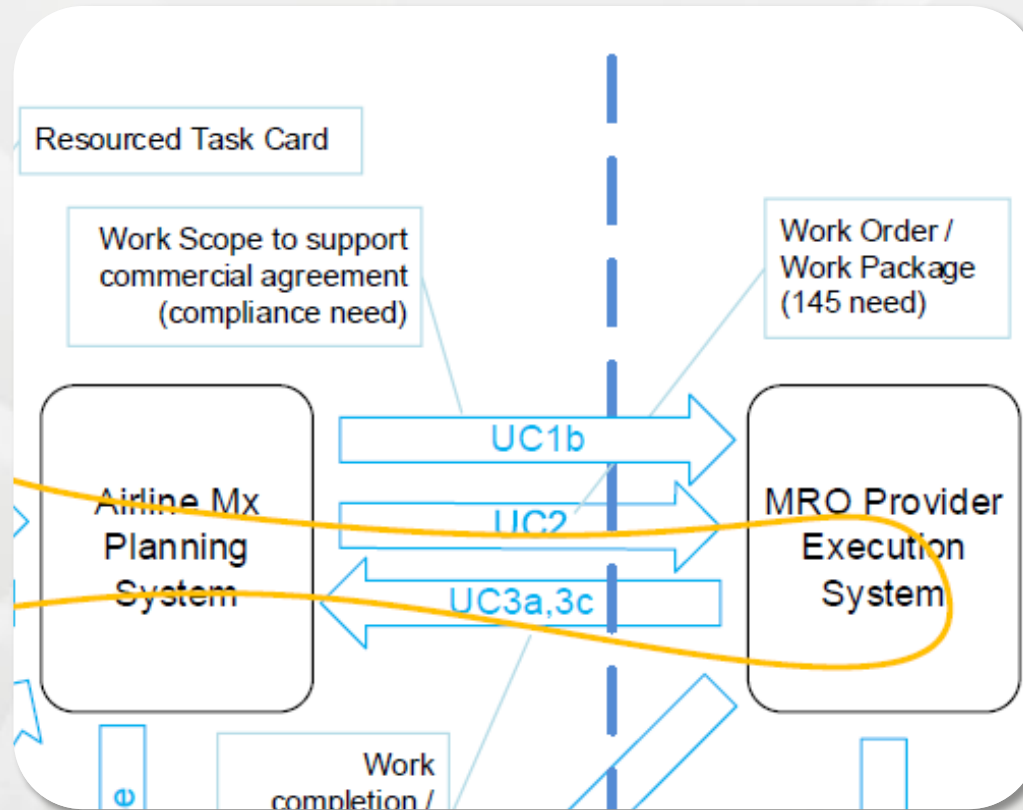 Resourced Task Card
Work Scope to support
commercial agreement
(compliance need)
Work Order /
Work Package
(145 need)
UC1b
Airline Mx
Planning
System
UC2
MRO Provider
Execution
System
UC3a,3c
Work
completion /
e